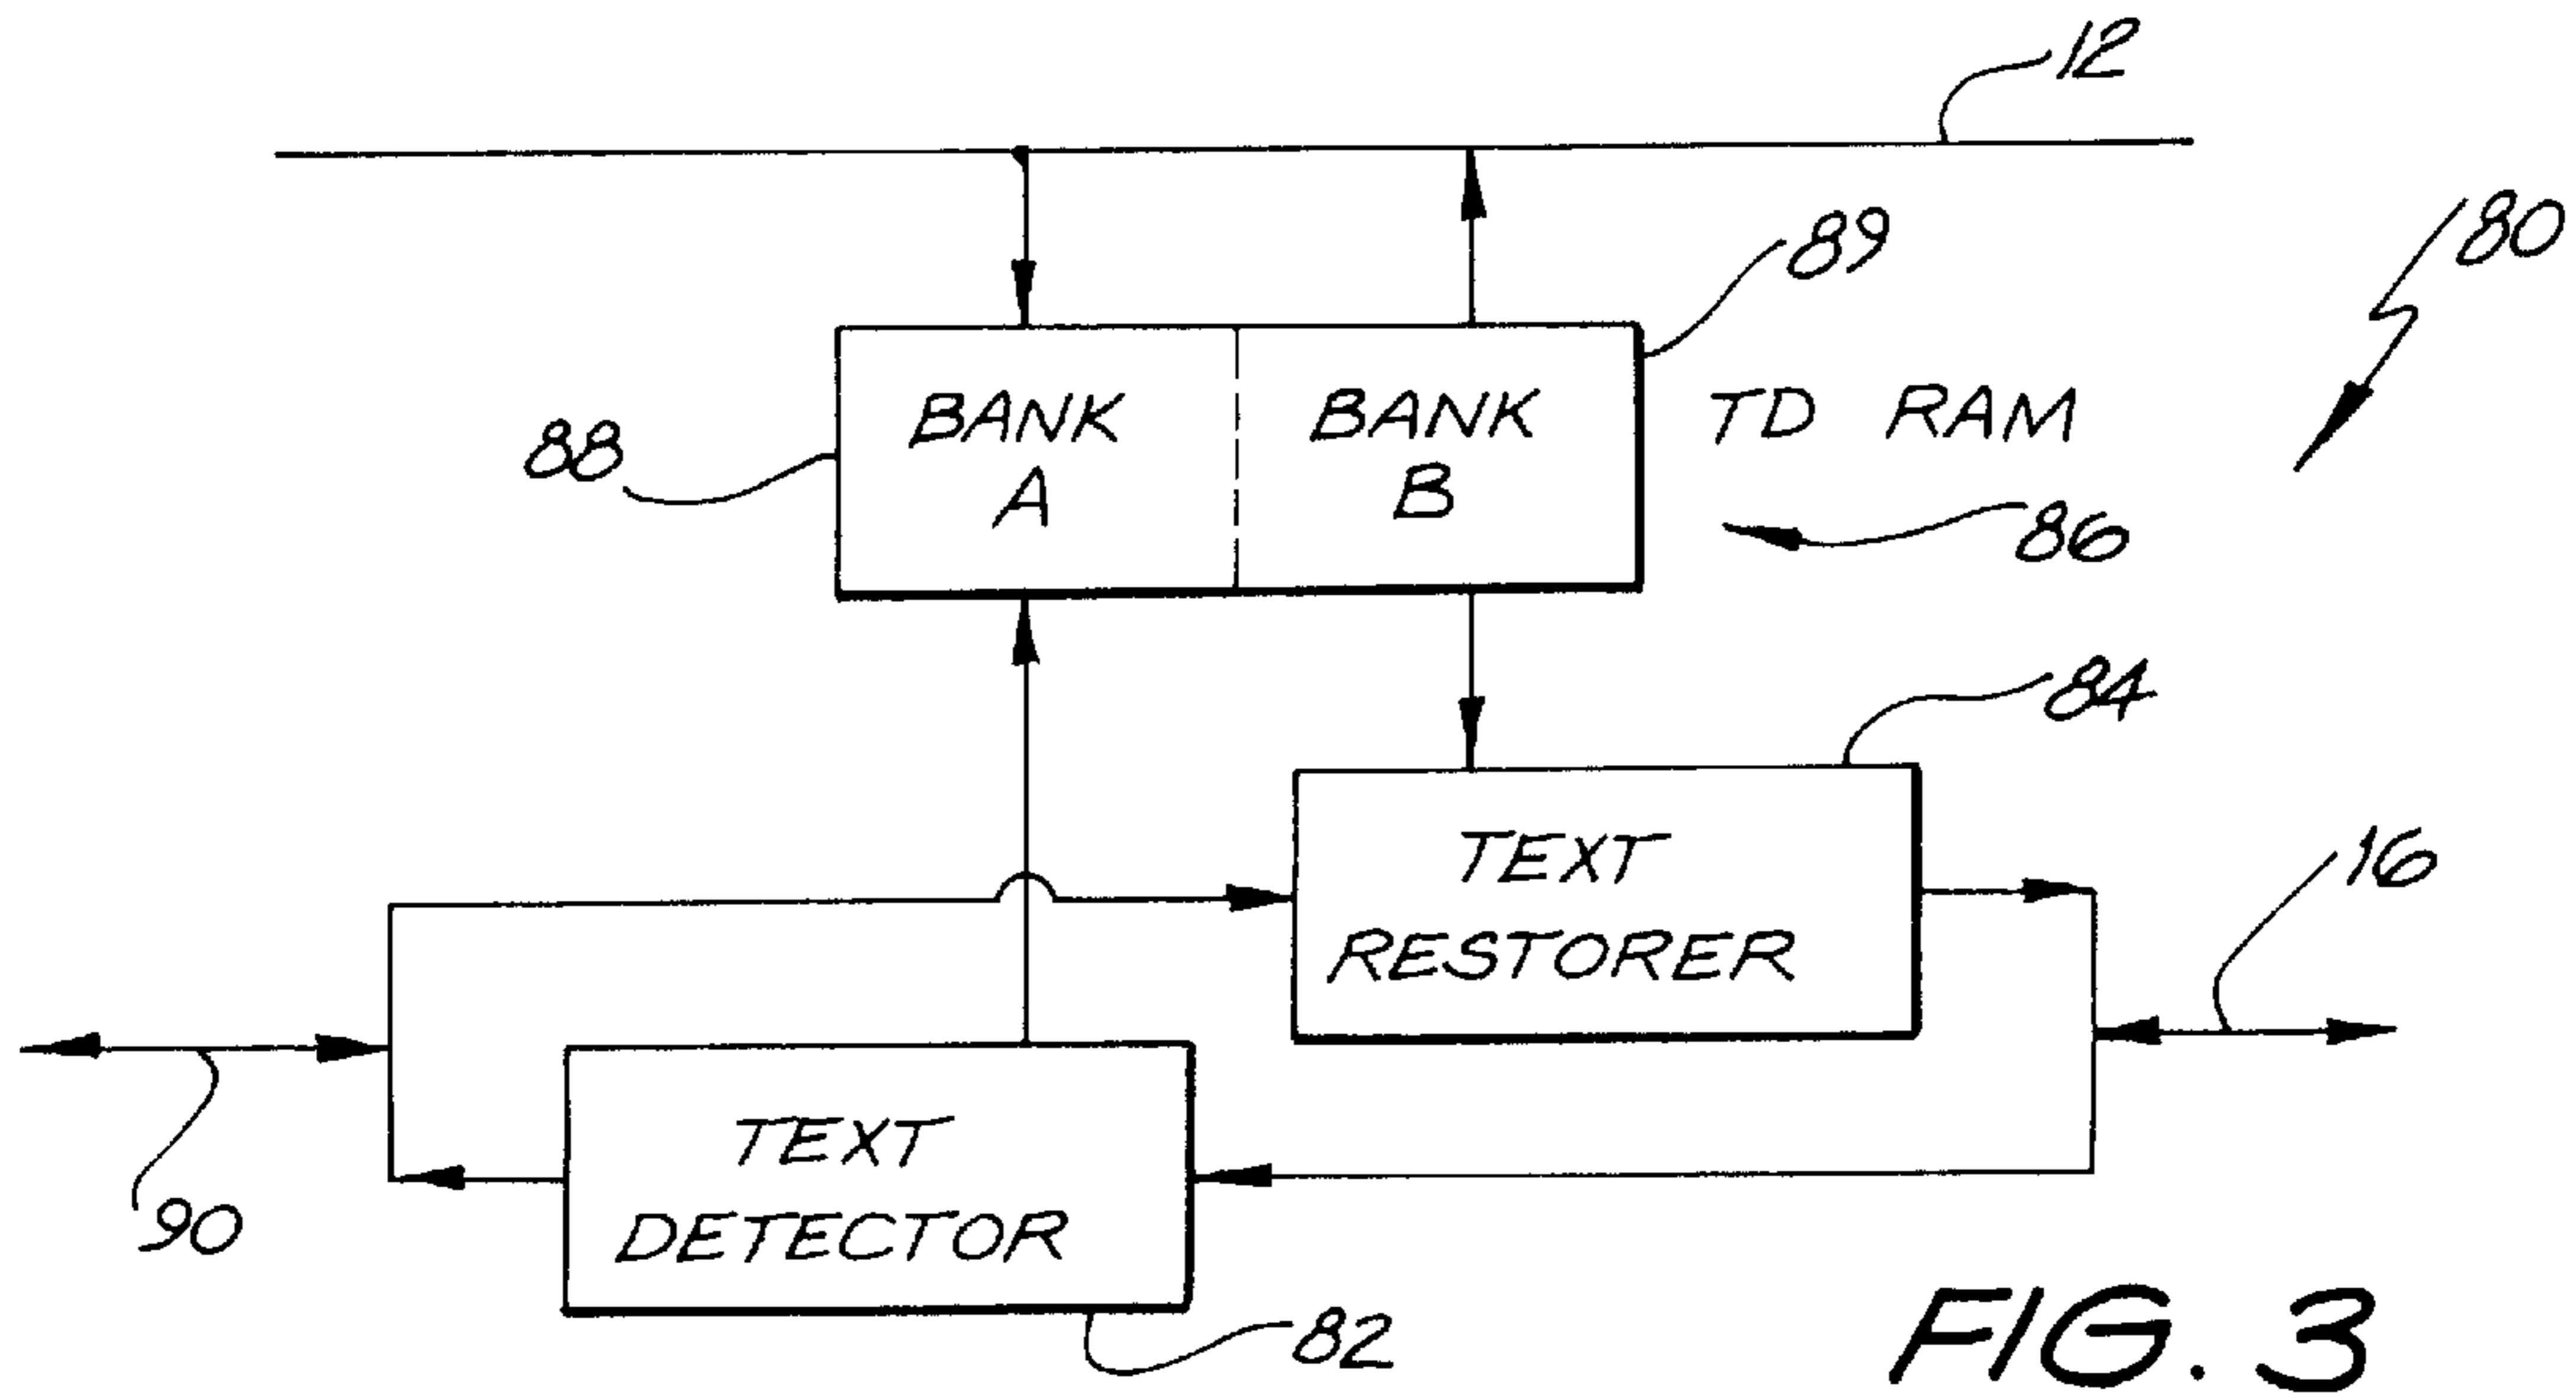 12
80
89
BANK
A
BANK
B
TD RAM
88
86
84
TEXT
RESTORER
16
90
TEXT
DETECTOR
82
FIG. 3